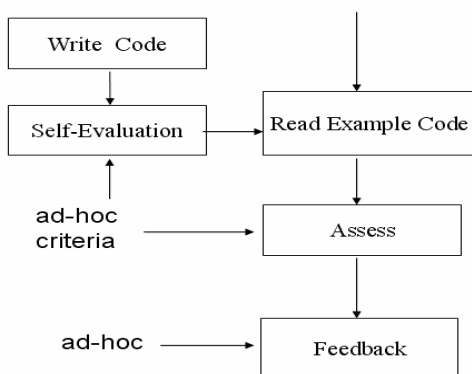 Write Code
Self-Evaluation
Read Example Code
ad-hoc
criteria
Assess
ad-hoc
Feedback